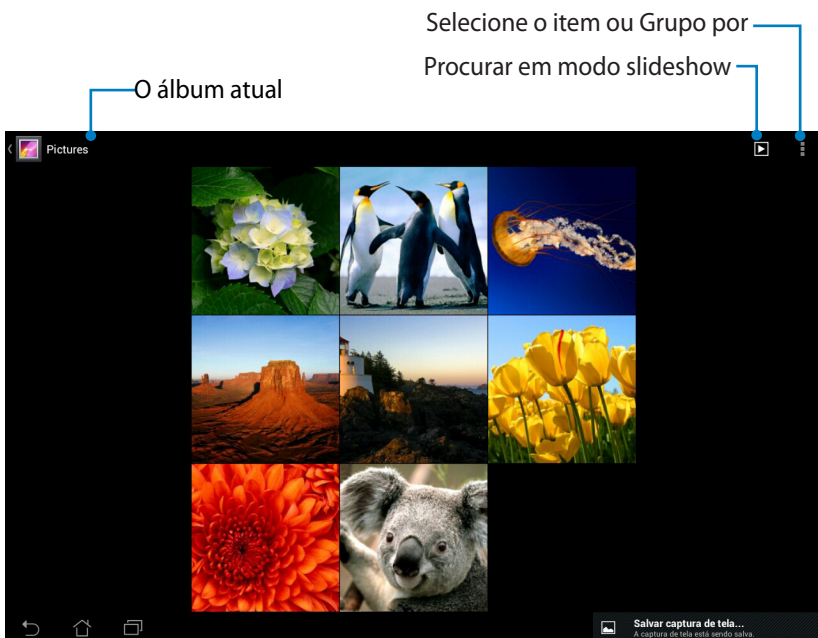 Selecione o item ou Grupo por
Procurar em modo slideshow
O álbum atual
Pictures
Salvar captura de tela...
A captura de tela está sendo salva.